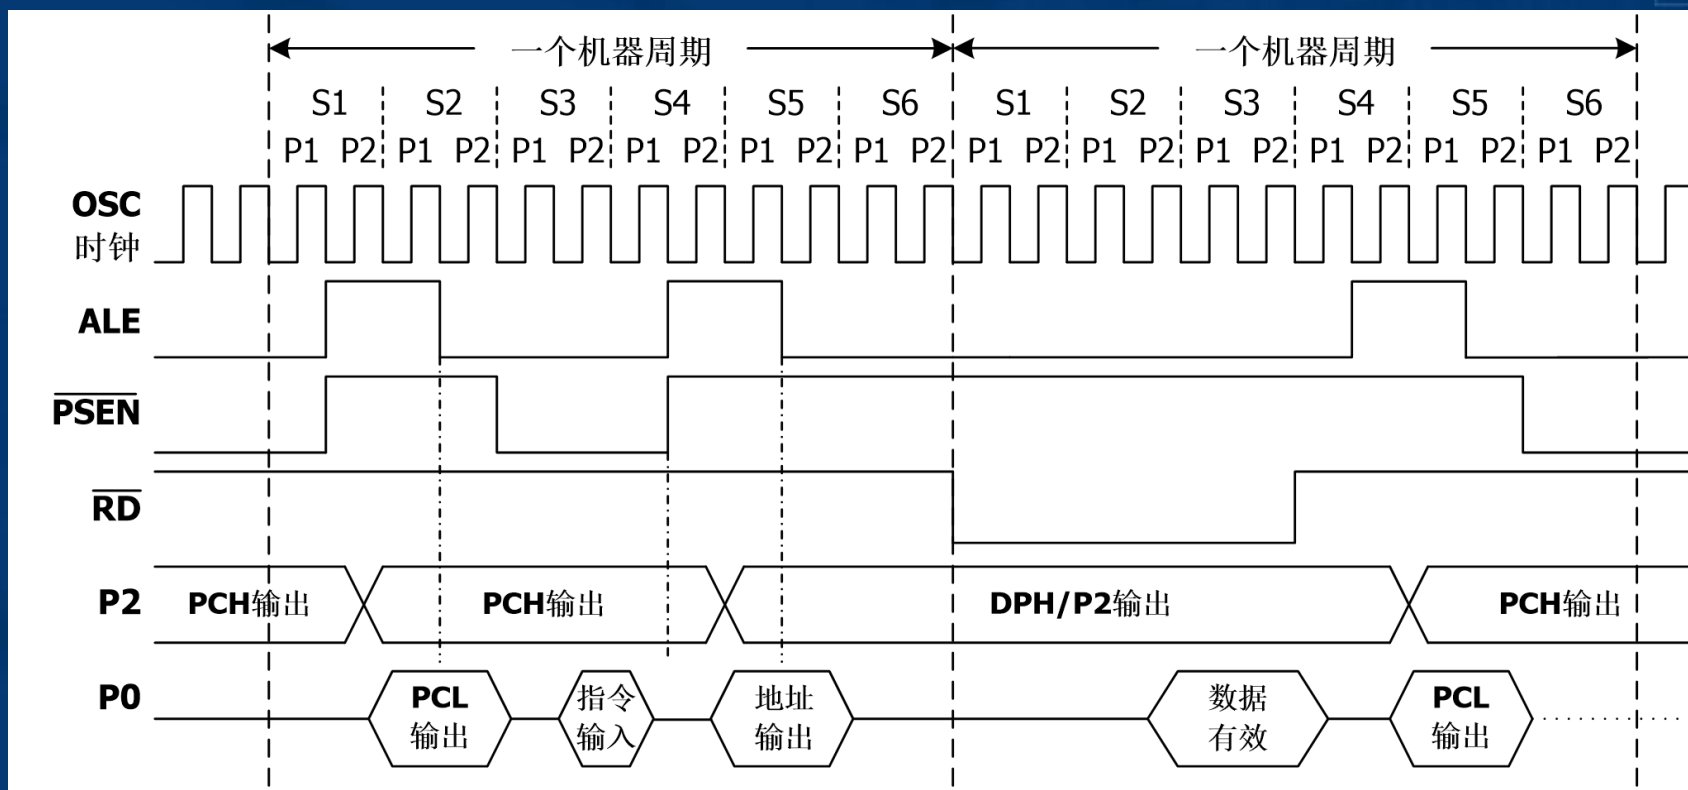 一个机器周期 一个机器周期
S1 S2 S3 S4 S5 S6 S1 S2 S3 S4 S5 S6
P1 P2 P1 P2 P1 P2 P1 P2 P1 P2 P1 P2 P1 P2 P1 P2 P1 P2 P1 P2 P1 P2 P1 P2
OSC
时钟
ALE
P̅S̅E̅N̅
R̅D̅
P2 PCH输出 PCH输出 DPH/P2输出 PCH输出
P0
PCL
输出
指令
输入
地址
输出
数据
有效
PCL
输出